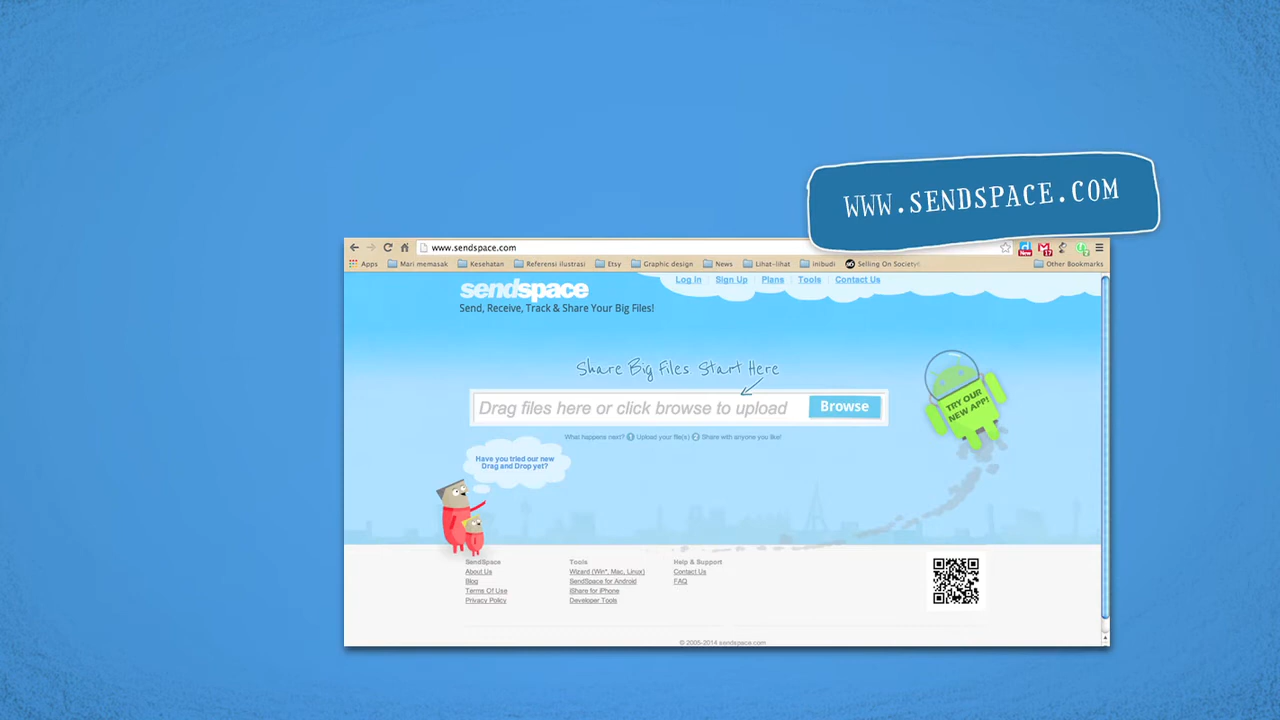 WWW.SENDSPACE.COM
www.sendspace.com
Apps Mari memasak Kesehatan Referensi ilustrasi Etsy Graphic design News Lihat-lihat inibudi Selling On Society6 Other Bookmarks
New 17 2
sendspace
Log in Sign Up Plans Tools Contact Us
Send, Receive, Track & Share Your Big Files!
Share Big Files Start Here
Drag files here or click browse to upload Browse
TRY OUR
NEW APP!
What happens next? 1 Upload your file(s) 2 Share with anyone you like!
Have you tried our new
Drag and Drop yet?
SendSpace Tools Help & Support
About Us Wizard (Win*, Mac, Linux) Contact Us
Blog SendSpace for Android FAQ
Terms Of Use iShare for iPhone
Privacy Policy Developer Tools
© 2005-2014 sendspace.com